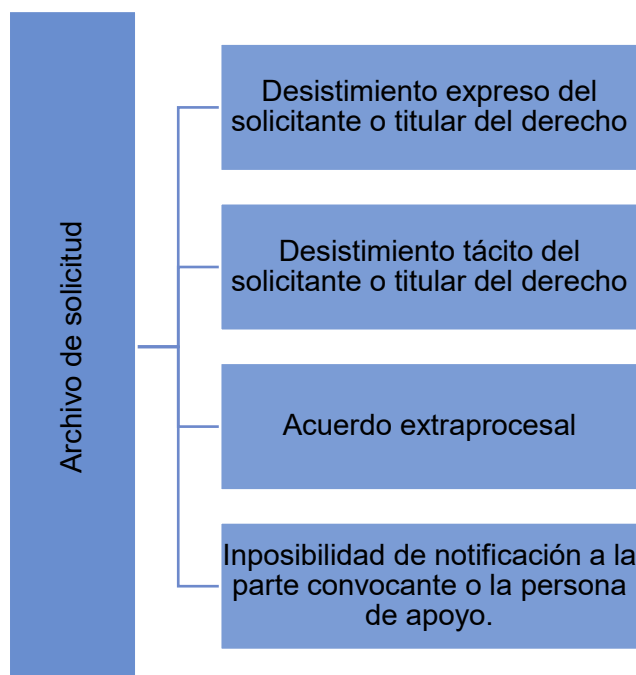 Archivo de solicitud
Desistimiento expreso del
solicitante o titular del derecho
Desistimiento tácito del
solicitante o titular del derecho
Acuerdo extraprocesal
Inposibilidad de notificación a la
parte convocante o la persona
de apoyo.